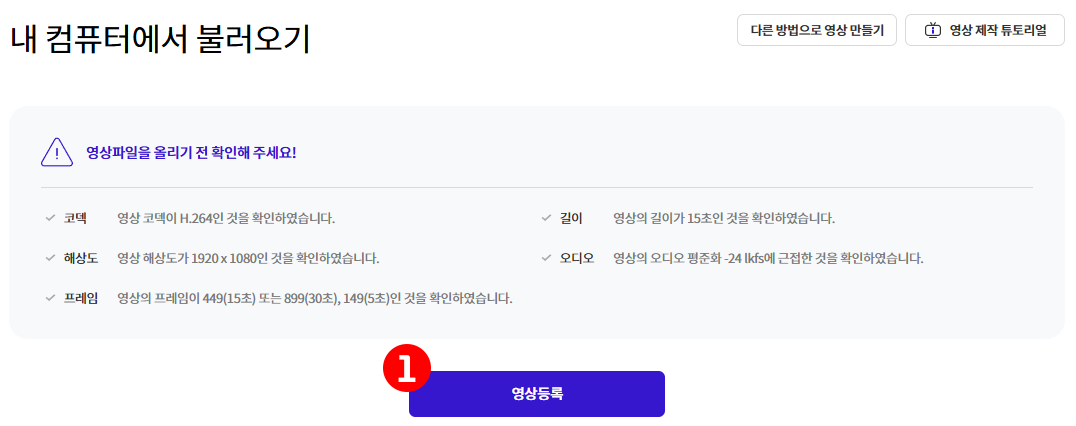 내 컴퓨터에서 불러오기
다른 방법으로 영상 만들기
영상 제작 튜토리얼
영상파일을 올리기 전 확인해 주세요!
코덱 영상 코덱이 H.264인 것을 확인하였습니다.
길이 영상의 길이가 15초인 것을 확인하였습니다.
해상도 영상 해상도가 1920 x 1080인 것을 확인하였습니다.
오디오 영상의 오디오 평준화 -24 lkfs에 근접한 것을 확인하였습니다.
프레임 영상의 프레임이 449(15초) 또는 899(30초), 149(5초)인 것을 확인하였습니다.
1
영상등록